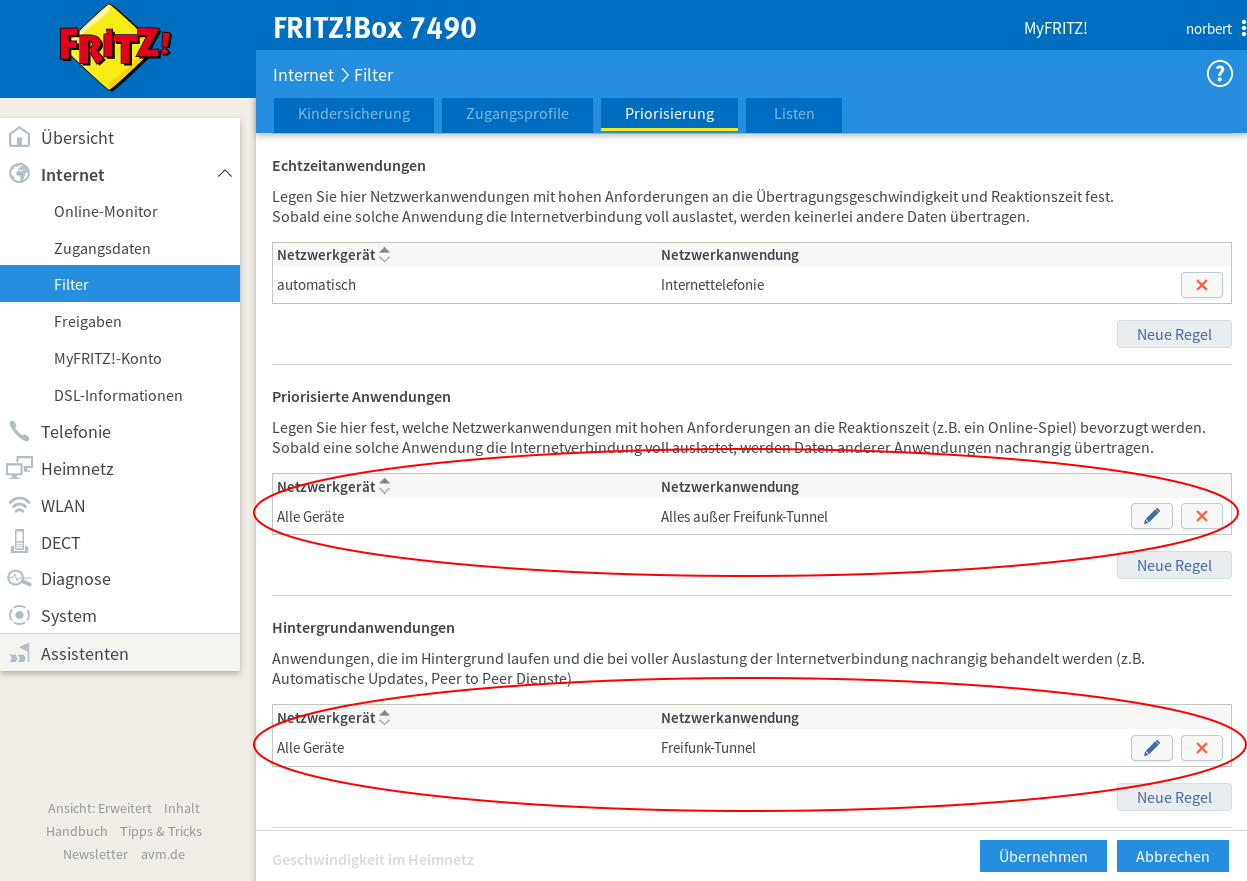 FRITZ!
FRITZ!Box 7490
MyFRITZ!
norbert
Internet > Filter
?
Kindersicherung
Zugangsprofile
Priorisierung
Listen
Übersicht
Internet
Online-Monitor
Zugangsdaten
Filter
Freigaben
MyFRITZ!-Konto
DSL-Informationen
Telefonie
Heimnetz
WLAN
DECT
Diagnose
System
Assistenten
Ansicht: Erweitert Inhalt
Handbuch Tipps & Tricks
Newsletter avm.de
Echtzeitanwendungen
Legen Sie hier Netzwerkanwendungen mit hohen Anforderungen an die Übertragungsgeschwindigkeit und Reaktionszeit fest.
Sobald eine solche Anwendung die Internetverbindung voll auslastet, werden keinerlei andere Daten übertragen.
Netzwerkgerät Netzwerkanwendung
automatisch Internettelefonie
Neue Regel
Priorisierte Anwendungen
Legen Sie hier fest, welche Netzwerkanwendungen mit hohen Anforderungen an die Reaktionszeit (z.B. ein Online-Spiel) bevorzugt werden.
Sobald eine solche Anwendung die Internetverbindung voll auslastet, werden Daten anderer Anwendungen nachrangig übertragen.
Netzwerkgerät Netzwerkanwendung
Alle Geräte Alles außer Freifunk-Tunnel
Neue Regel
Hintergrundanwendungen
Anwendungen, die im Hintergrund laufen und die bei voller Auslastung der Internetverbindung nachrangig behandelt werden (z.B.
Automatische Updates, Peer to Peer Dienste)
Netzwerkgerät Netzwerkanwendung
Alle Geräte Freifunk-Tunnel
Neue Regel
Geschwindigkeit im Heimnetz
Übernehmen
Abbrechen